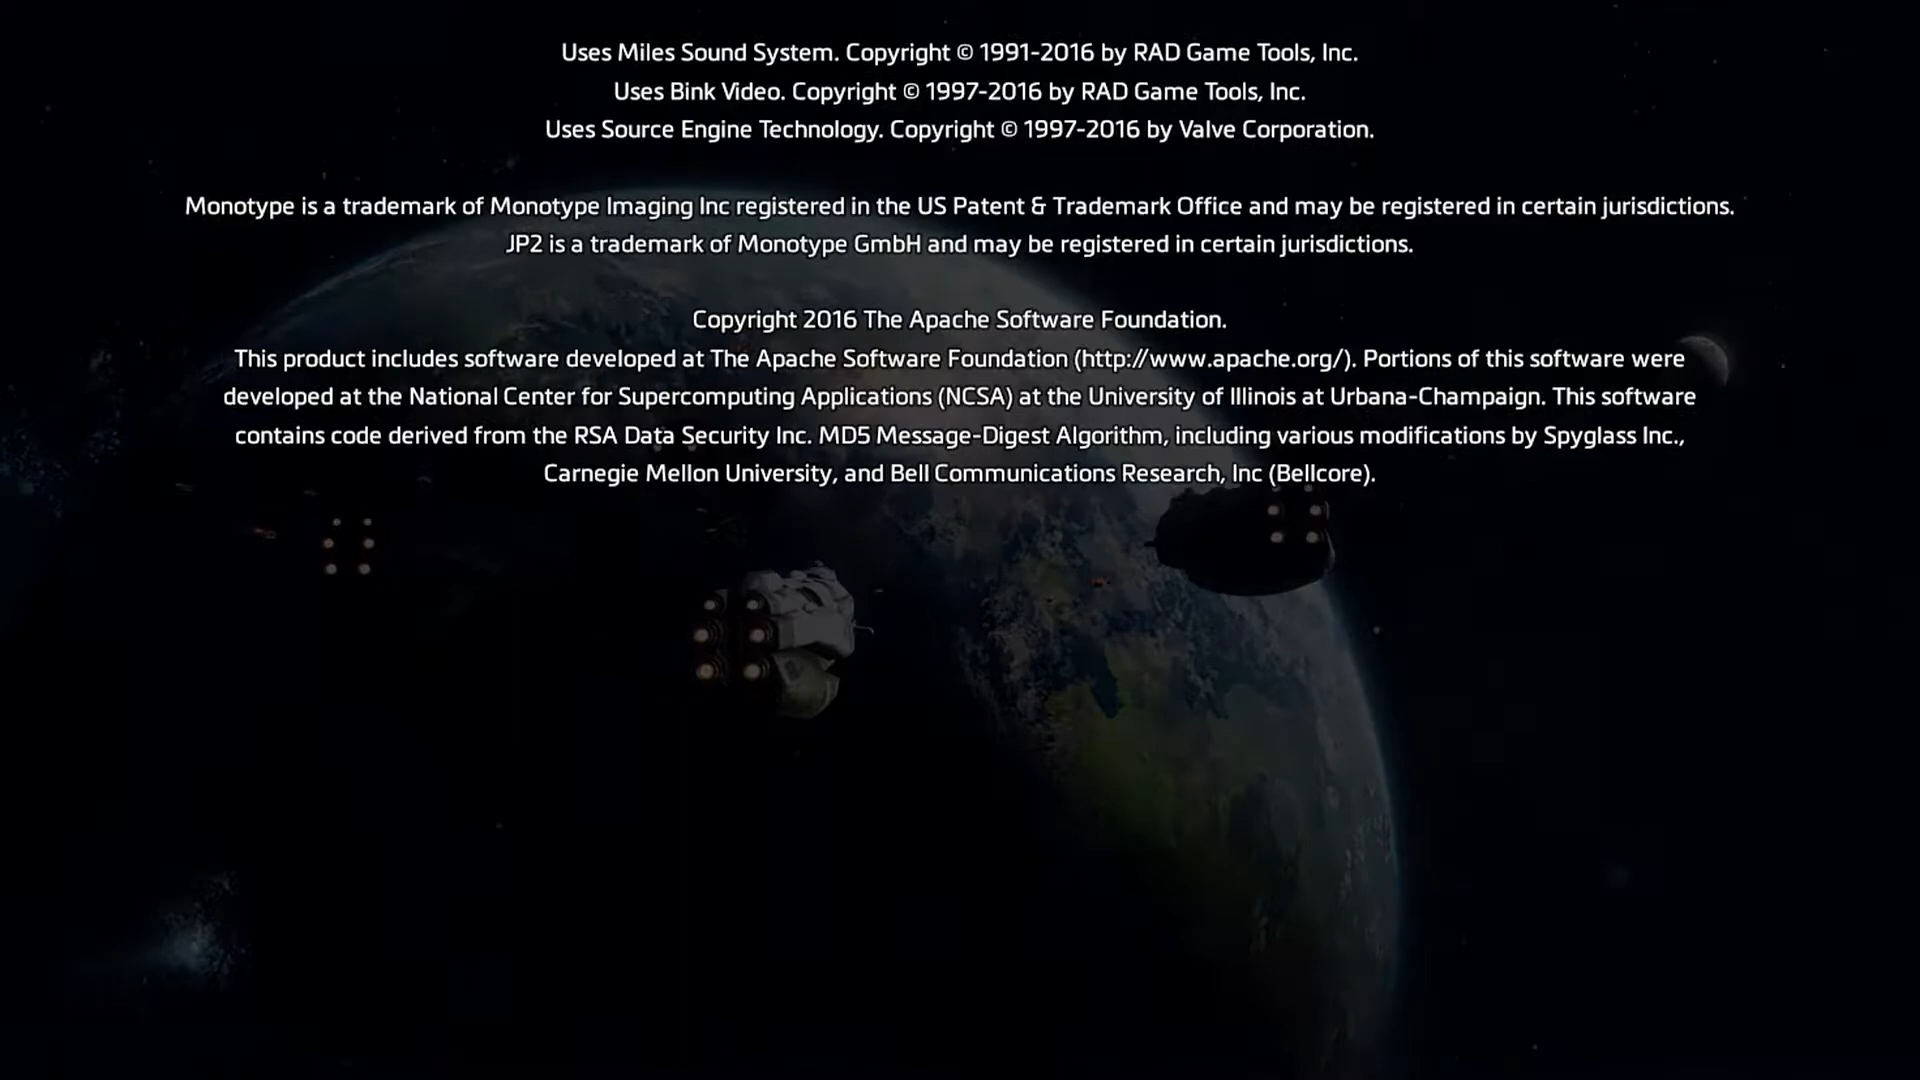 Uses Miles Sound System. Copyright © 1991-2016 by RAD Game Tools, Inc.
Uses Bink Video. Copyright © 1997-2016 by RAD Game Tools, Inc.
Uses Source Engine Technology. Copyright © 1997-2016 by Valve Corporation.
Monotype is a trademark of Monotype Imaging Inc registered in the US Patent & Trademark Office and may be registered in certain jurisdictions.
JP2 is a trademark of Monotype GmbH and may be registered in certain jurisdictions.
Copyright 2016 The Apache Software Foundation.
This product includes software developed at The Apache Software Foundation (http://www.apache.org/). Portions of this software were
developed at the National Center for Supercomputing Applications (NCSA) at the University of Illinois at Urbana-Champaign. This software
contains code derived from the RSA Data Security Inc. MD5 Message-Digest Algorithm, including various modifications by Spyglass Inc.,
Carnegie Mellon University, and Bell Communications Research, Inc (Bellcore).